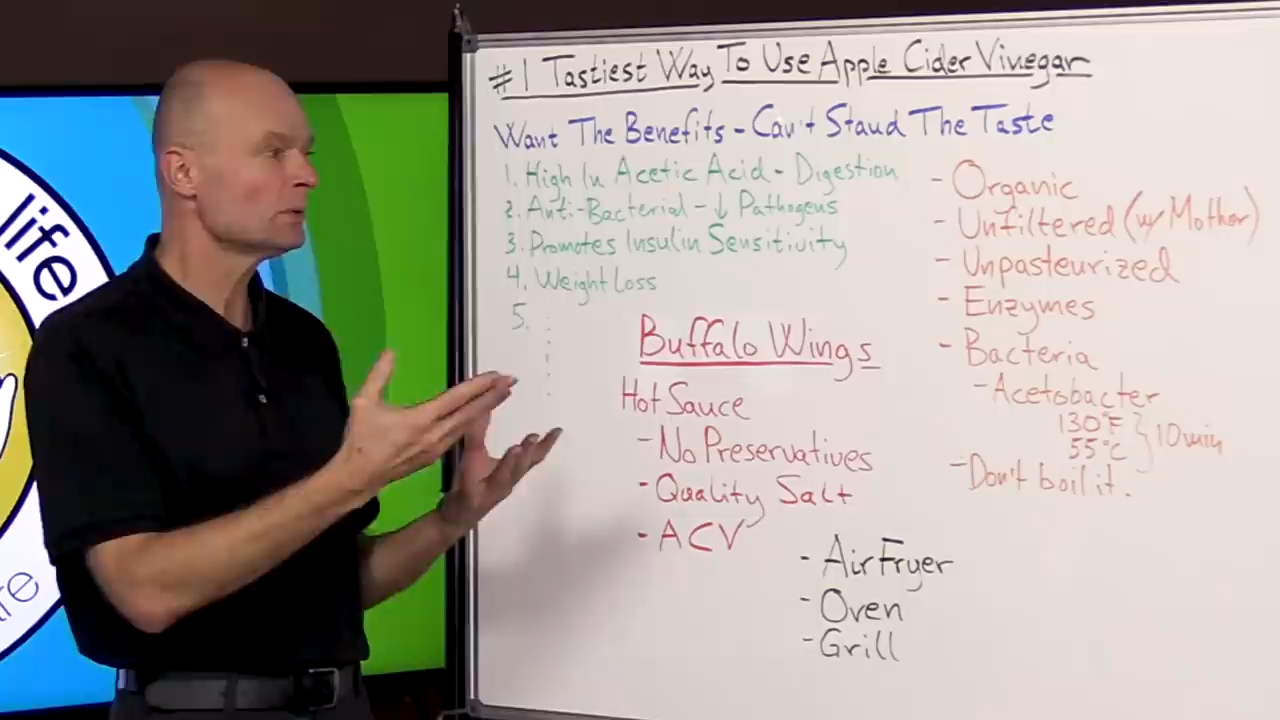 #1 Tastiest Way To Use Apple Cider Vinegar
Want The Benefits - Can't Stand The Taste
1. High In Acetic Acid - Digestion
2. Anti-Bacterial - ↓ Pathogens
3. Promotes Insulin Sensitivity
4. Weight Loss
5.
- Organic
- Unfiltered (w/ Mother)
- Unpasteurized
- Enzymes
- Bacteria
- Acetobacter
130°F
55°C } 10 min
- Don't boil it.
Buffalo Wings
Hot Sauce
- No Preservatives
- Quality Salt
- ACV
- Air Fryer
- Oven
- Grill
life